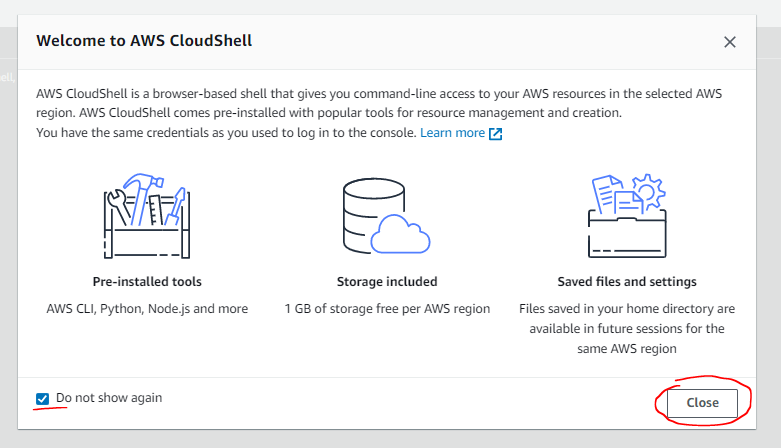 Welcome to AWS CloudShell
ell,
AWS CloudShell is a browser-based shell that gives you command-line access to your AWS resources in the selected AWS
region. AWS CloudShell comes pre-installed with popular tools for resource management and creation.
You have the same credentials as you used to log in to the console. Learn more
Pre-installed tools
AWS CLI, Python, Node.js and more
Storage included
1 GB of storage free per AWS region
Saved files and settings
Files saved in your home directory are
available in future sessions for the
same AWS region
Do not show again
Close